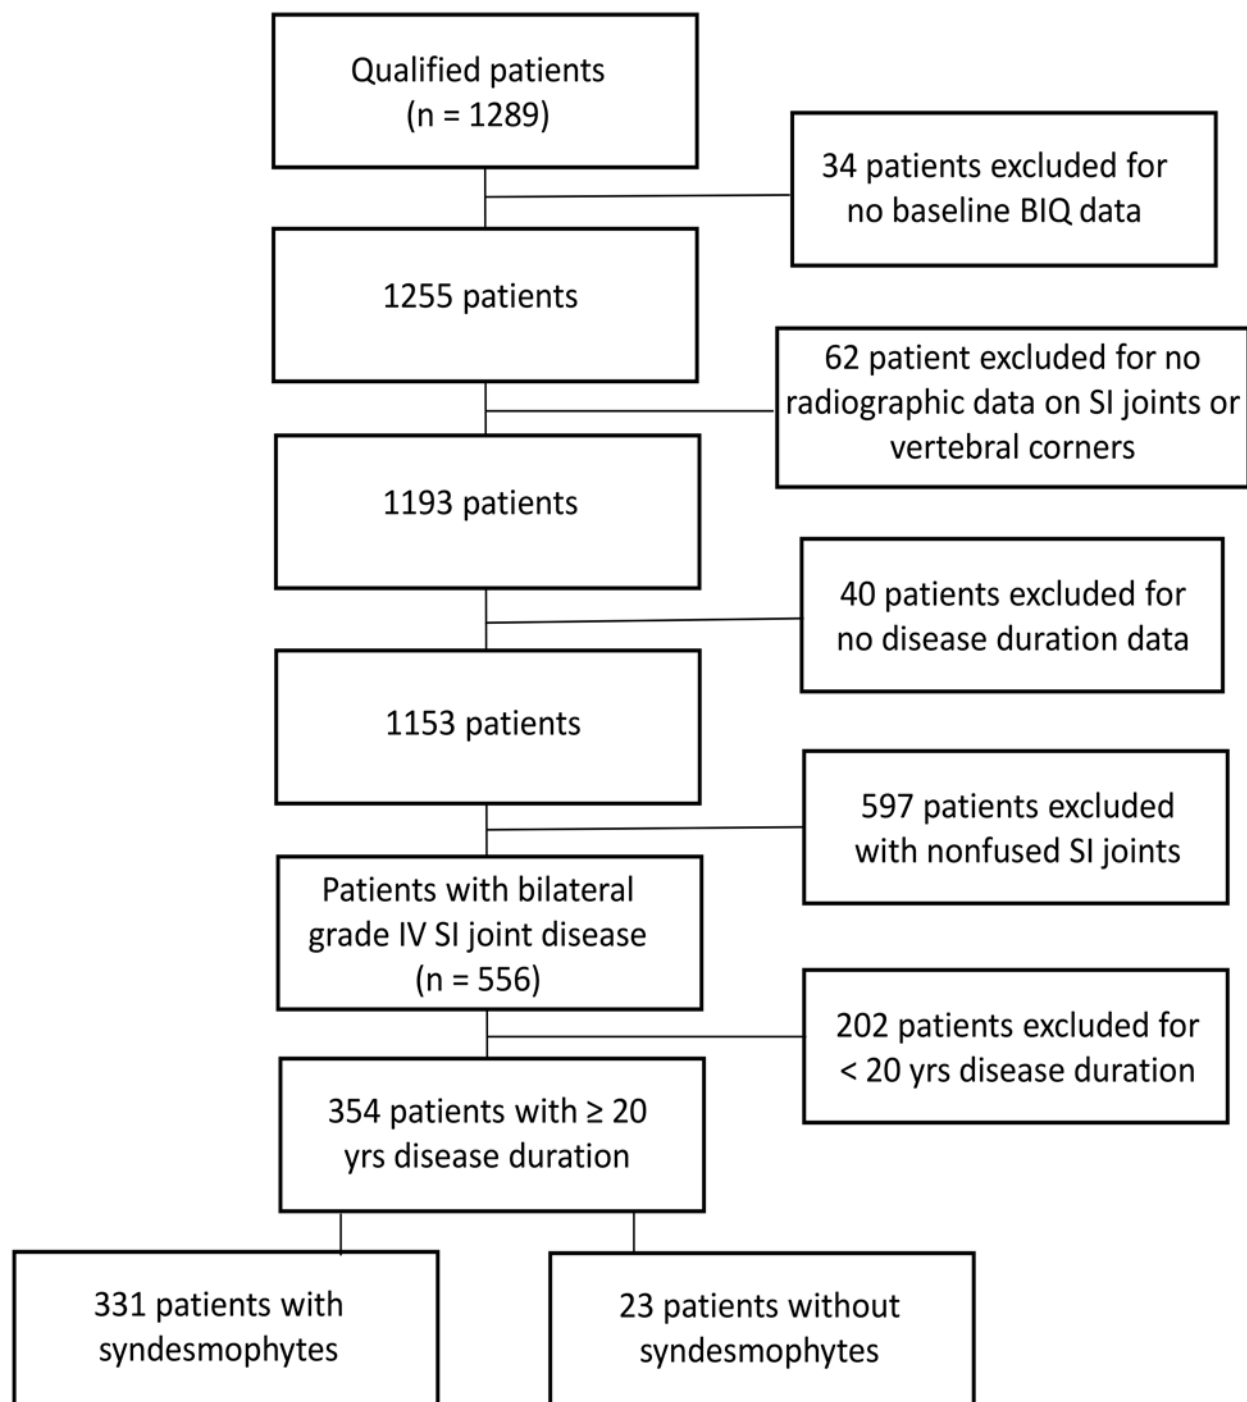 Qualified patients
(n = 1289)
34 patients excluded for
no baseline BIQ data
1255 patients
62 patient excluded for no
radiographic data on SI joints or
vertebral corners
1193 patients
40 patients excluded for
no disease duration data
1153 patients
597 patients excluded
with nonfused SI joints
Patients with bilateral
grade IV SI joint disease
(n = 556)
202 patients excluded for
< 20 yrs disease duration
354 patients with ≥ 20
yrs disease duration
331 patients with
syndesmophytes
23 patients without
syndesmophytes